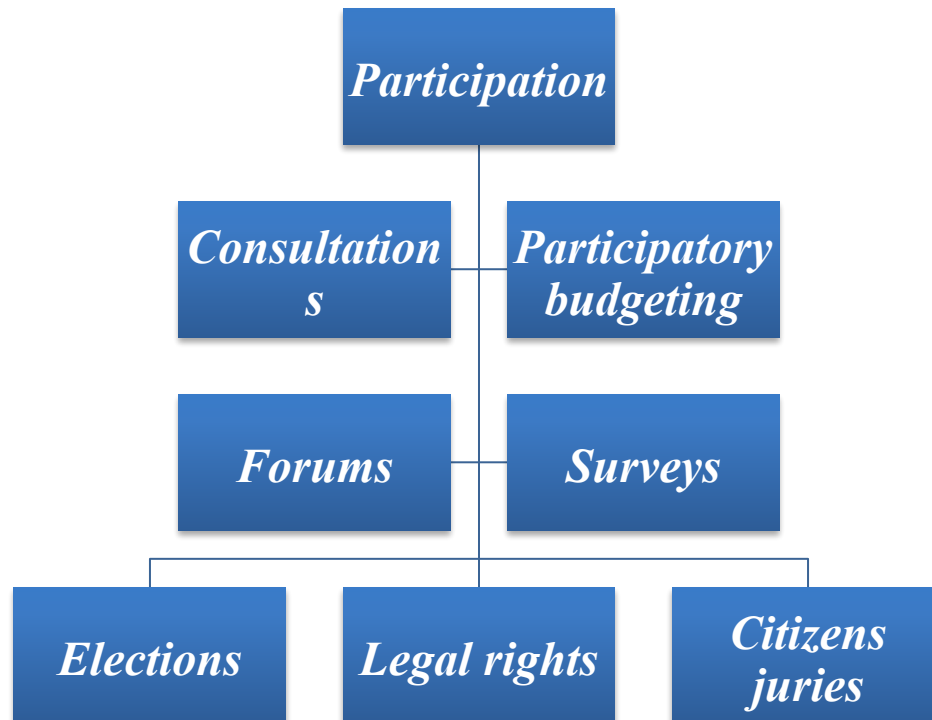 Participation
Consultation
s
Participatory
budgeting
Forums
Surveys
Elections
Legal rights
Citizens
juries